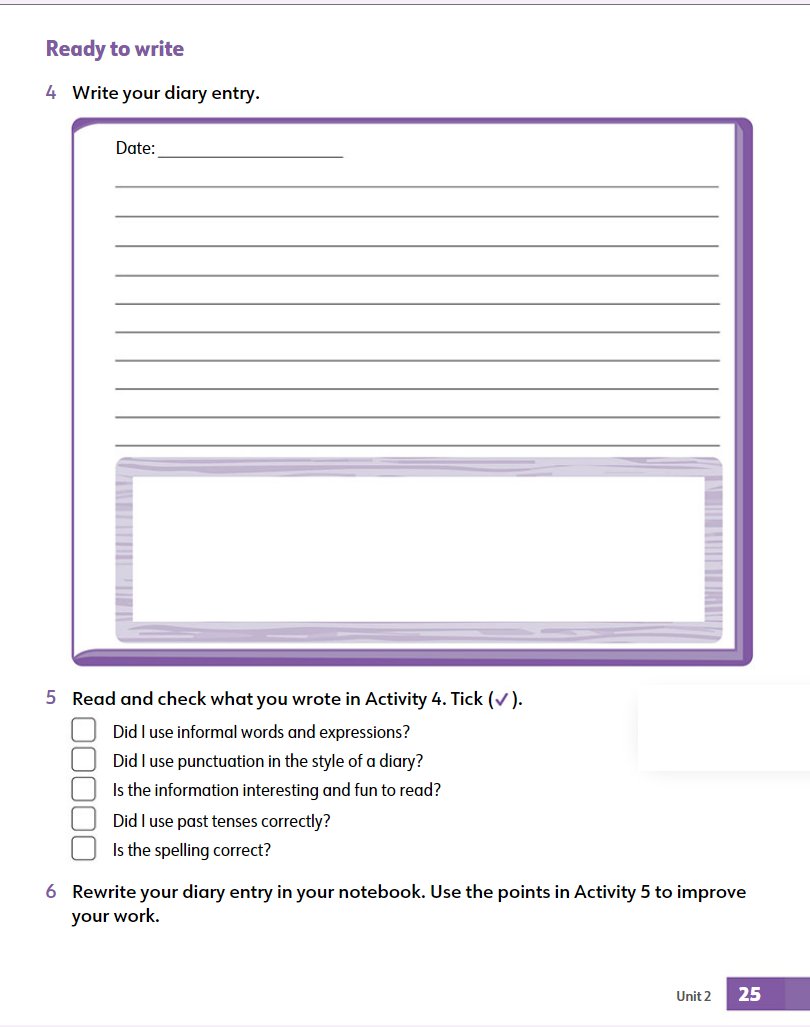 Ready to write
4 Write your diary entry.
Date:
5 Read and check what you wrote in Activity 4. Tick (✓).
Did I use informal words and expressions?
Did I use punctuation in the style of a diary?
Is the information interesting and fun to read?
Did I use past tenses correctly?
Is the spelling correct?
6 Rewrite your diary entry in your notebook. Use the points in Activity 5 to improve
your work.
Unit 2 25